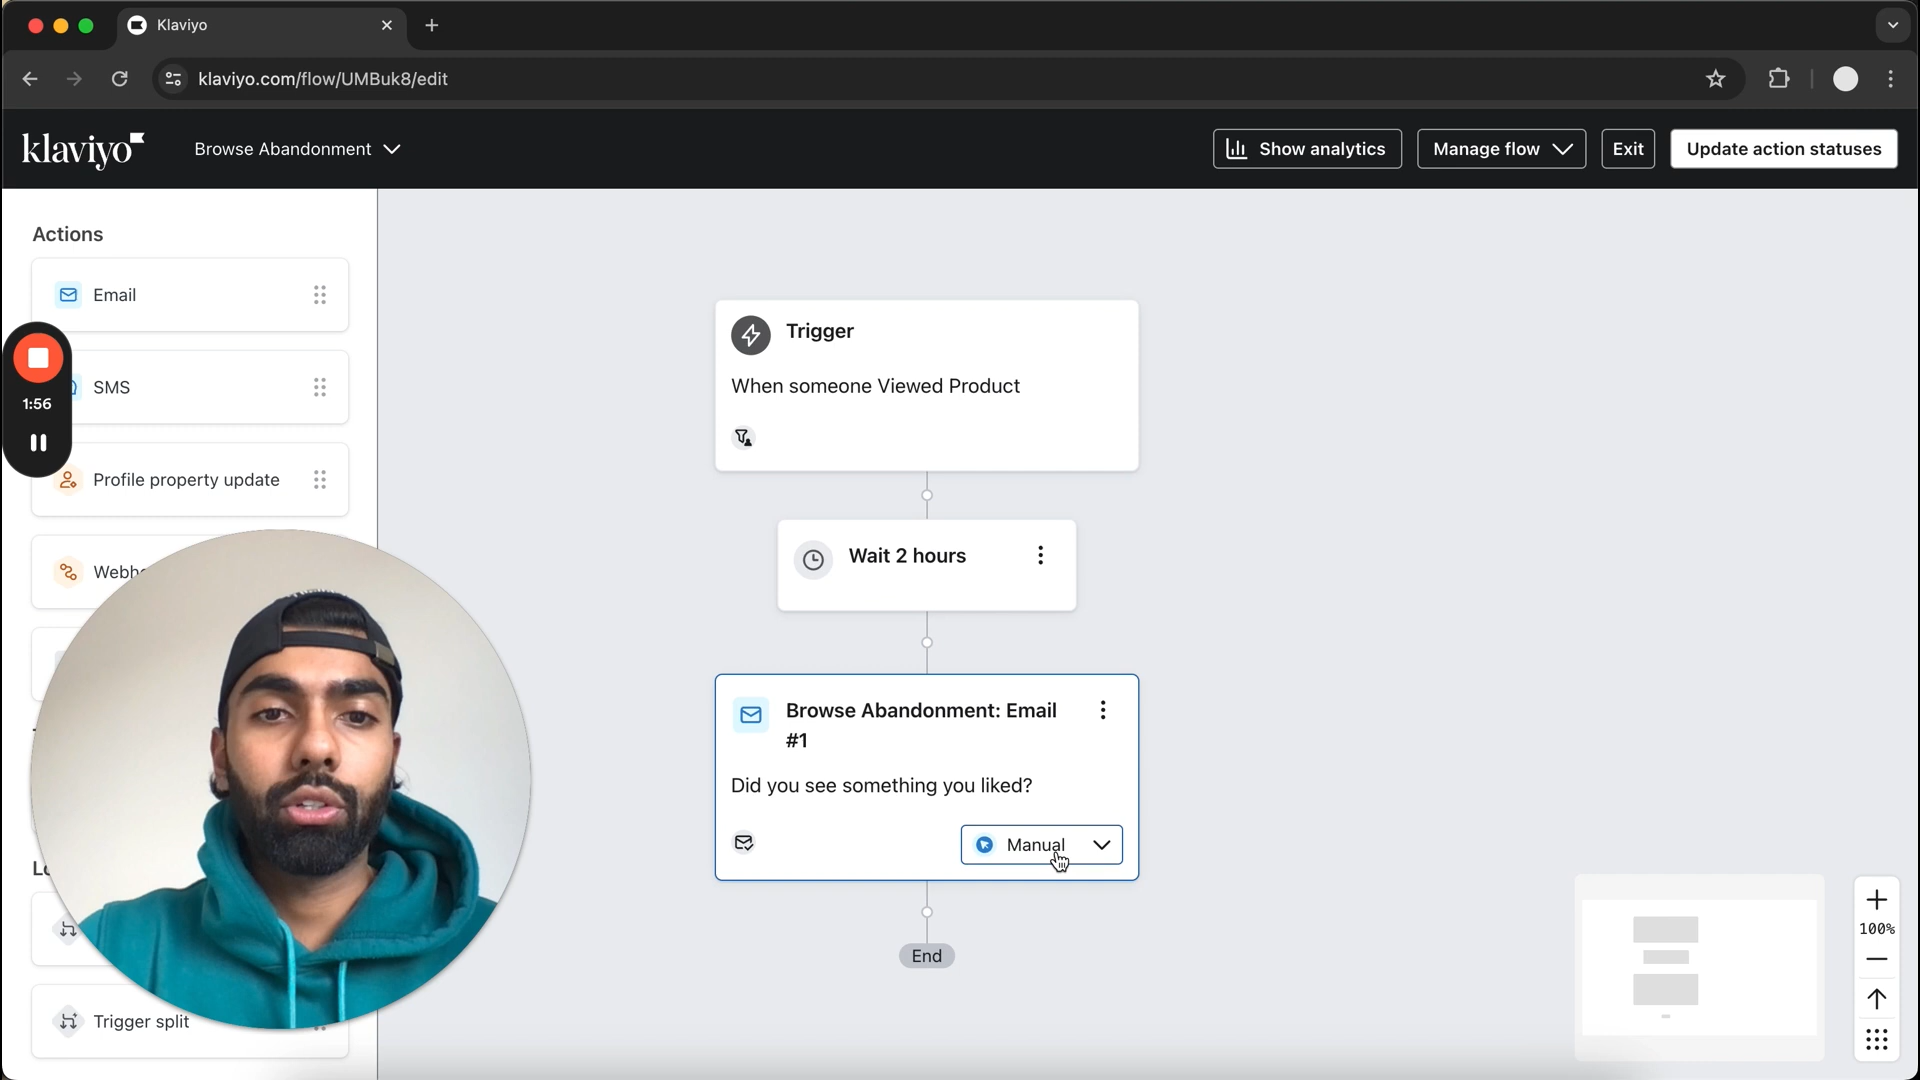 Klaviyo
klaviyo.com/flow/UMBuk8/edit
klaviyo
Browse Abandonment
Show analytics
Manage flow
Exit
Update action statuses
Actions
Email
SMS
1:56
Profile property update
Webh
Trigger split
Trigger
When someone Viewed Product
Wait 2 hours
Browse Abandonment: Email
#1
Did you see something you liked?
Manual
End
100%